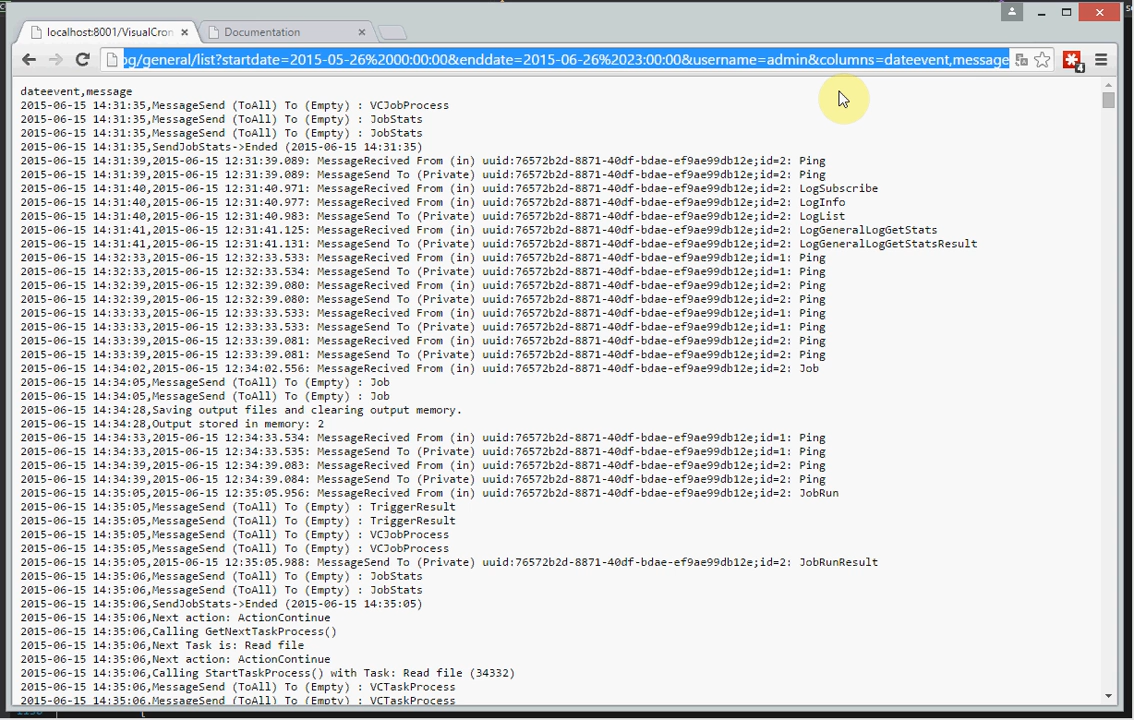 localhost:8001/VisualCron
Documentation
og/general/list?startdate=2015-05-26%2000:00:00&enddate=2015-06-26%2023:00:00&username=admin&columns=dateevent,message
4
dateevent,message
2015-06-15 14:31:35,MessageSend (ToAll) To (Empty) : VCJobProcess
2015-06-15 14:31:35,MessageSend (ToAll) To (Empty) : JobStats
2015-06-15 14:31:35,MessageSend (ToAll) To (Empty) : JobStats
2015-06-15 14:31:35,SendJobStats->Ended (2015-06-15 14:31:35)
2015-06-15 14:31:39,2015-06-15 12:31:39.089: MessageRecived From (in) uuid:76572b2d-8871-40df-bdae-ef9ae99db12e;id=2: Ping
2015-06-15 14:31:39,2015-06-15 12:31:39.089: MessageSend To (Private) uuid:76572b2d-8871-40df-bdae-ef9ae99db12e;id=2: Ping
2015-06-15 14:31:40,2015-06-15 12:31:40.971: MessageRecived From (in) uuid:76572b2d-8871-40df-bdae-ef9ae99db12e;id=2: LogSubscribe
2015-06-15 14:31:40,2015-06-15 12:31:40.977: MessageRecived From (in) uuid:76572b2d-8871-40df-bdae-ef9ae99db12e;id=2: LogInfo
2015-06-15 14:31:40,2015-06-15 12:31:40.983: MessageSend To (Private) uuid:76572b2d-8871-40df-bdae-ef9ae99db12e;id=2: LogList
2015-06-15 14:31:41,2015-06-15 12:31:41.125: MessageRecived From (in) uuid:76572b2d-8871-40df-bdae-ef9ae99db12e;id=2: LogGeneralLogGetStats
2015-06-15 14:31:41,2015-06-15 12:31:41.131: MessageSend To (Private) uuid:76572b2d-8871-40df-bdae-ef9ae99db12e;id=2: LogGeneralLogGetStatsResult
2015-06-15 14:32:33,2015-06-15 12:32:33.533: MessageRecived From (in) uuid:76572b2d-8871-40df-bdae-ef9ae99db12e;id=1: Ping
2015-06-15 14:32:33,2015-06-15 12:32:33.534: MessageSend To (Private) uuid:76572b2d-8871-40df-bdae-ef9ae99db12e;id=1: Ping
2015-06-15 14:32:39,2015-06-15 12:32:39.080: MessageRecived From (in) uuid:76572b2d-8871-40df-bdae-ef9ae99db12e;id=2: Ping
2015-06-15 14:32:39,2015-06-15 12:32:39.080: MessageSend To (Private) uuid:76572b2d-8871-40df-bdae-ef9ae99db12e;id=2: Ping
2015-06-15 14:33:33,2015-06-15 12:33:33.533: MessageRecived From (in) uuid:76572b2d-8871-40df-bdae-ef9ae99db12e;id=1: Ping
2015-06-15 14:33:33,2015-06-15 12:33:33.533: MessageSend To (Private) uuid:76572b2d-8871-40df-bdae-ef9ae99db12e;id=1: Ping
2015-06-15 14:33:39,2015-06-15 12:33:39.081: MessageRecived From (in) uuid:76572b2d-8871-40df-bdae-ef9ae99db12e;id=2: Ping
2015-06-15 14:33:39,2015-06-15 12:33:39.081: MessageSend To (Private) uuid:76572b2d-8871-40df-bdae-ef9ae99db12e;id=2: Ping
2015-06-15 14:34:02,2015-06-15 12:34:02.556: MessageRecived From (in) uuid:76572b2d-8871-40df-bdae-ef9ae99db12e;id=2: Job
2015-06-15 14:34:05,MessageSend (ToAll) To (Empty) : Job
2015-06-15 14:34:05,MessageSend (ToAll) To (Empty) : Job
2015-06-15 14:34:28,Saving output files and clearing output memory.
2015-06-15 14:34:28,Output stored in memory: 2
2015-06-15 14:34:33,2015-06-15 12:34:33.534: MessageRecived From (in) uuid:76572b2d-8871-40df-bdae-ef9ae99db12e;id=1: Ping
2015-06-15 14:34:33,2015-06-15 12:34:33.535: MessageSend To (Private) uuid:76572b2d-8871-40df-bdae-ef9ae99db12e;id=1: Ping
2015-06-15 14:34:39,2015-06-15 12:34:39.083: MessageRecived From (in) uuid:76572b2d-8871-40df-bdae-ef9ae99db12e;id=2: Ping
2015-06-15 14:34:39,2015-06-15 12:34:39.084: MessageSend To (Private) uuid:76572b2d-8871-40df-bdae-ef9ae99db12e;id=2: Ping
2015-06-15 14:35:05,2015-06-15 12:35:05.956: MessageRecived From (in) uuid:76572b2d-8871-40df-bdae-ef9ae99db12e;id=2: JobRun
2015-06-15 14:35:05,MessageSend (ToAll) To (Empty) : TriggerResult
2015-06-15 14:35:05,MessageSend (ToAll) To (Empty) : TriggerResult
2015-06-15 14:35:05,MessageSend (ToAll) To (Empty) : VCJobProcess
2015-06-15 14:35:05,MessageSend (ToAll) To (Empty) : VCJobProcess
2015-06-15 14:35:05,2015-06-15 12:35:05.988: MessageSend To (Private) uuid:76572b2d-8871-40df-bdae-ef9ae99db12e;id=2: JobRunResult
2015-06-15 14:35:06,MessageSend (ToAll) To (Empty) : JobStats
2015-06-15 14:35:06,MessageSend (ToAll) To (Empty) : JobStats
2015-06-15 14:35:06,SendJobStats->Ended (2015-06-15 14:35:05)
2015-06-15 14:35:06,Next action: ActionContinue
2015-06-15 14:35:06,Calling GetNextTaskProcess()
2015-06-15 14:35:06,Next Task is: Read file
2015-06-15 14:35:06,Next action: ActionContinue
2015-06-15 14:35:06,Calling StartTaskProcess() with Task: Read file (34332)
2015-06-15 14:35:06,MessageSend (ToAll) To (Empty) : VCTaskProcess
2015-06-15 14:35:06,MessageSend (ToAll) To (Empty) : VCTaskProcess